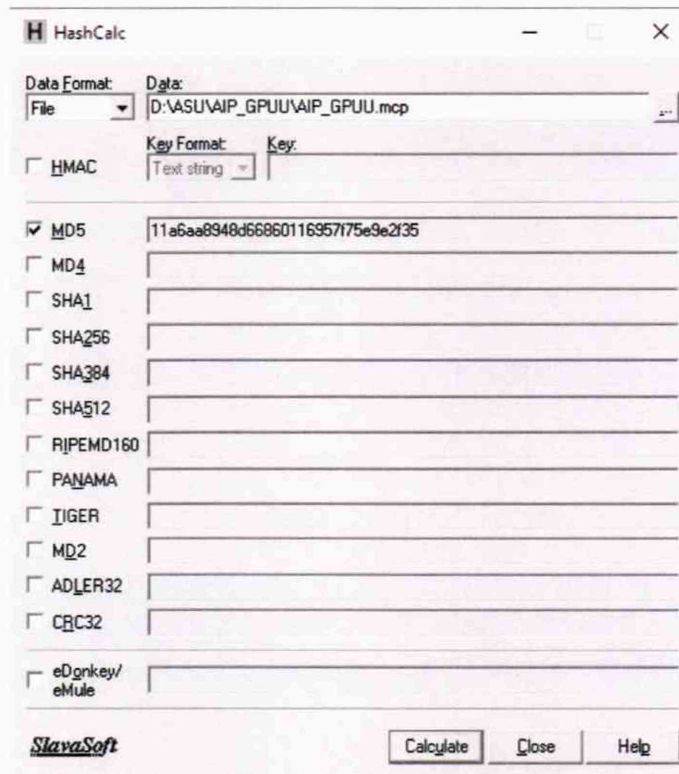 H HashCalc
Data Format: Data:
File D:\ASU\AIP_GPUU\AIP_GPUU.mcp ...
Key Format: Key:
HMAC Text string
MD5 11a6aa8948d66860116957f75e9e2f35
MD4
SHA1
SHA256
SHA384
SHA512
RIPEMD160
PANAMA
TIGER
MD2
ADLER32
CRC32
eDonkey/
eMule
SlavaSoft Calculate Close Help